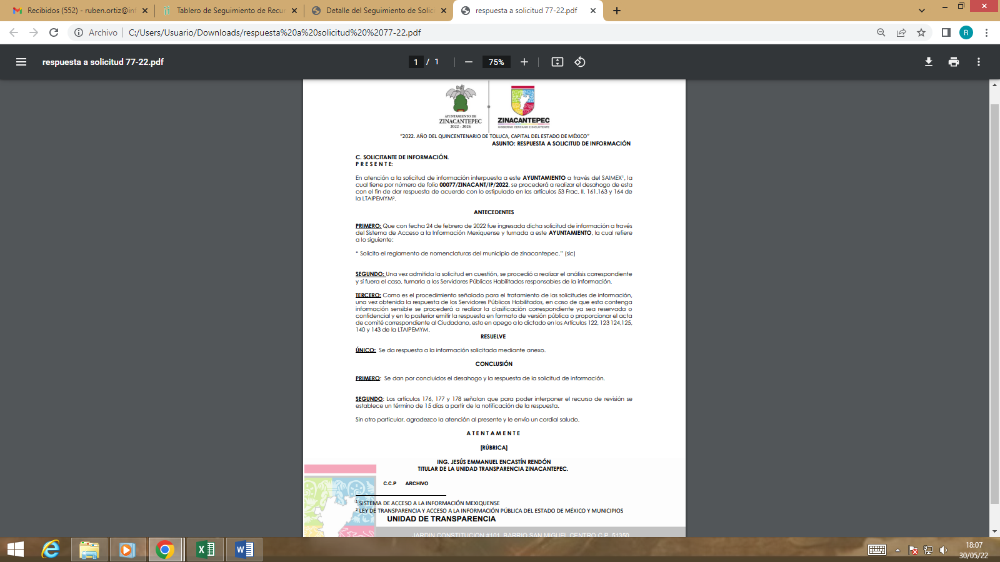 Recibidos (552) - ruben.ortiz@inf
Tablero de Seguimiento de Recur
Detalle del Seguimiento de Solici
respuesta a solicitud 77-22.pdf
Archivo
C:/Users/Usuario/Downloads/respuesta%20a%20solicitud%20%2077-22.pdf
R
respuesta a solicitud 77-22.pdf
1 / 1
75%
AYUNTAMIENTO DE
ZINACANTEPEC
2022 - 2024
ZINACANTEPEC
GOBIERNO CERCANO E INCLUYENTE
“2022. AÑO DEL QUINCENTENARIO DE TOLUCA, CAPITAL DEL ESTADO DE MÉXICO”
ASUNTO: RESPUESTA A SOLICITUD DE INFORMACIÓN
C. SOLICITANTE DE INFORMACIÓN.
P R E S E N T E:
En atención a la solicitud de información interpuesta a este AYUNTAMIENTO a través del SAIMEX¹, la
cual tiene por número de folio 00077/ZINACANT/IP/2022, se procederá a realizar el desahogo de esta
con el fin de dar respuesta de acuerdo con lo estipulado en los artículos 53 Frac. II, 161,163 y 164 de
la LTAIPEMYM².
ANTECEDENTES
PRIMERO: Que con fecha 24 de febrero de 2022 fue ingresada dicha solicitud de información a través
del Sistema de Acceso a la Información Mexiquense y turnada a este AYUNTAMIENTO, la cual refiere
a lo siguiente:
“ Solicito el reglamento de nomenclaturas del municipio de zinacantepec.” (sic)
SEGUNDO: Una vez admitida la solicitud en cuestión, se procedió a realizar el análisis correspondiente
y sí fuera el caso, turnarla a los Servidores Públicos Habilitados responsables de la información.
TERCERO: Como es el procedimiento señalado para el tratamiento de las solicitudes de información,
una vez obtenida la respuesta de los Servidores Públicos Habilitados, en caso de que esta contenga
información sensible se procederá a realizar la clasificación correspondiente ya sea reservada o
confidencial y en lo posterior emitir la respuesta en formato de versión pública o proporcionar el acta
de comité correspondiente al Ciudadano, esto en apego a lo dictado en los Artículos 122, 123 124,125,
140 y 143 de la LTAIPEMYM.
RESUELVE
ÚNICO: Se da respuesta a la información solicitada mediante anexo.
CONCLUSIÓN
PRIMERO: Se dan por concluidos el desahogo y la respuesta de la solicitud de información.
SEGUNDO: Los artículos 176, 177 y 178 señalan que para poder interponer el recurso de revisión se
establece un término de 15 días a partir de la notificación de la respuesta.
Sin otro particular, agradezco la atención al presente y le envío un cordial saludo.
A T E N T A M E N T E
[RÚBRICA]
ING. JESÚS EMMANUEL ENCASTÍN RENDÓN
TITULAR DE LA UNIDAD TRANSPARENCIA ZINACANTEPEC.
C.C.P ARCHIVO
¹ SISTEMA DE ACCESO A LA INFORMACIÓN MEXIQUENSE
² LEY DE TRANSPARENCIA Y ACCESO A LA INFORMACIÓN PÚBLICA DEL ESTADO DE MÉXICO Y MUNICIPIOS
UNIDAD DE TRANSPARENCIA
JARDIN CONSTITUCION #101, BARRIO SAN MIGUEL CENTRO C.P. 51350
18:07
30/05/22